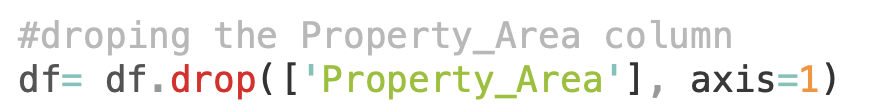 #droping the Property_Area column
df= df.drop(['Property_Area'], axis=1)